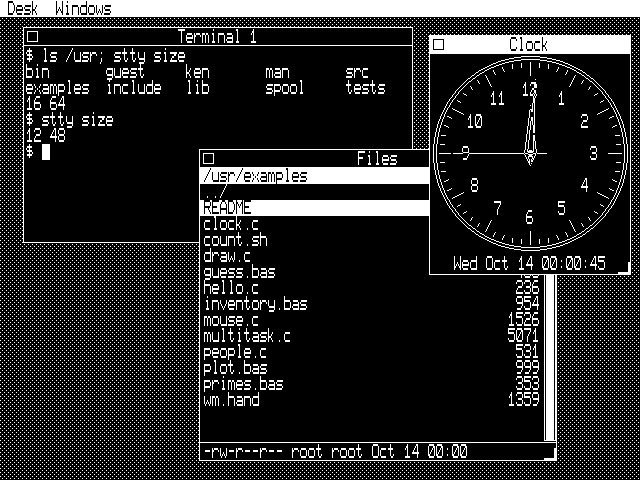 Desk Windows
Terminal 1
$ ls /usr; stty size
bin guest ken man src
examples include lib spool tests
16 64
$ stty size
12 48
$
Files
/usr/examples
../
README
clock.c
count.sh
draw.c
guess.bas
hello.c 236
inventory.bas 954
mouse.c 1526
multitask.c 5071
people.c 531
plot.bas 999
primes.bas 353
wm.hand 1359
-rw-r--r-- root root Oct 14 00:00
Clock
12 1 2 3 4 5 6 7 8 9 10 11
Wed Oct 14 00:00:45